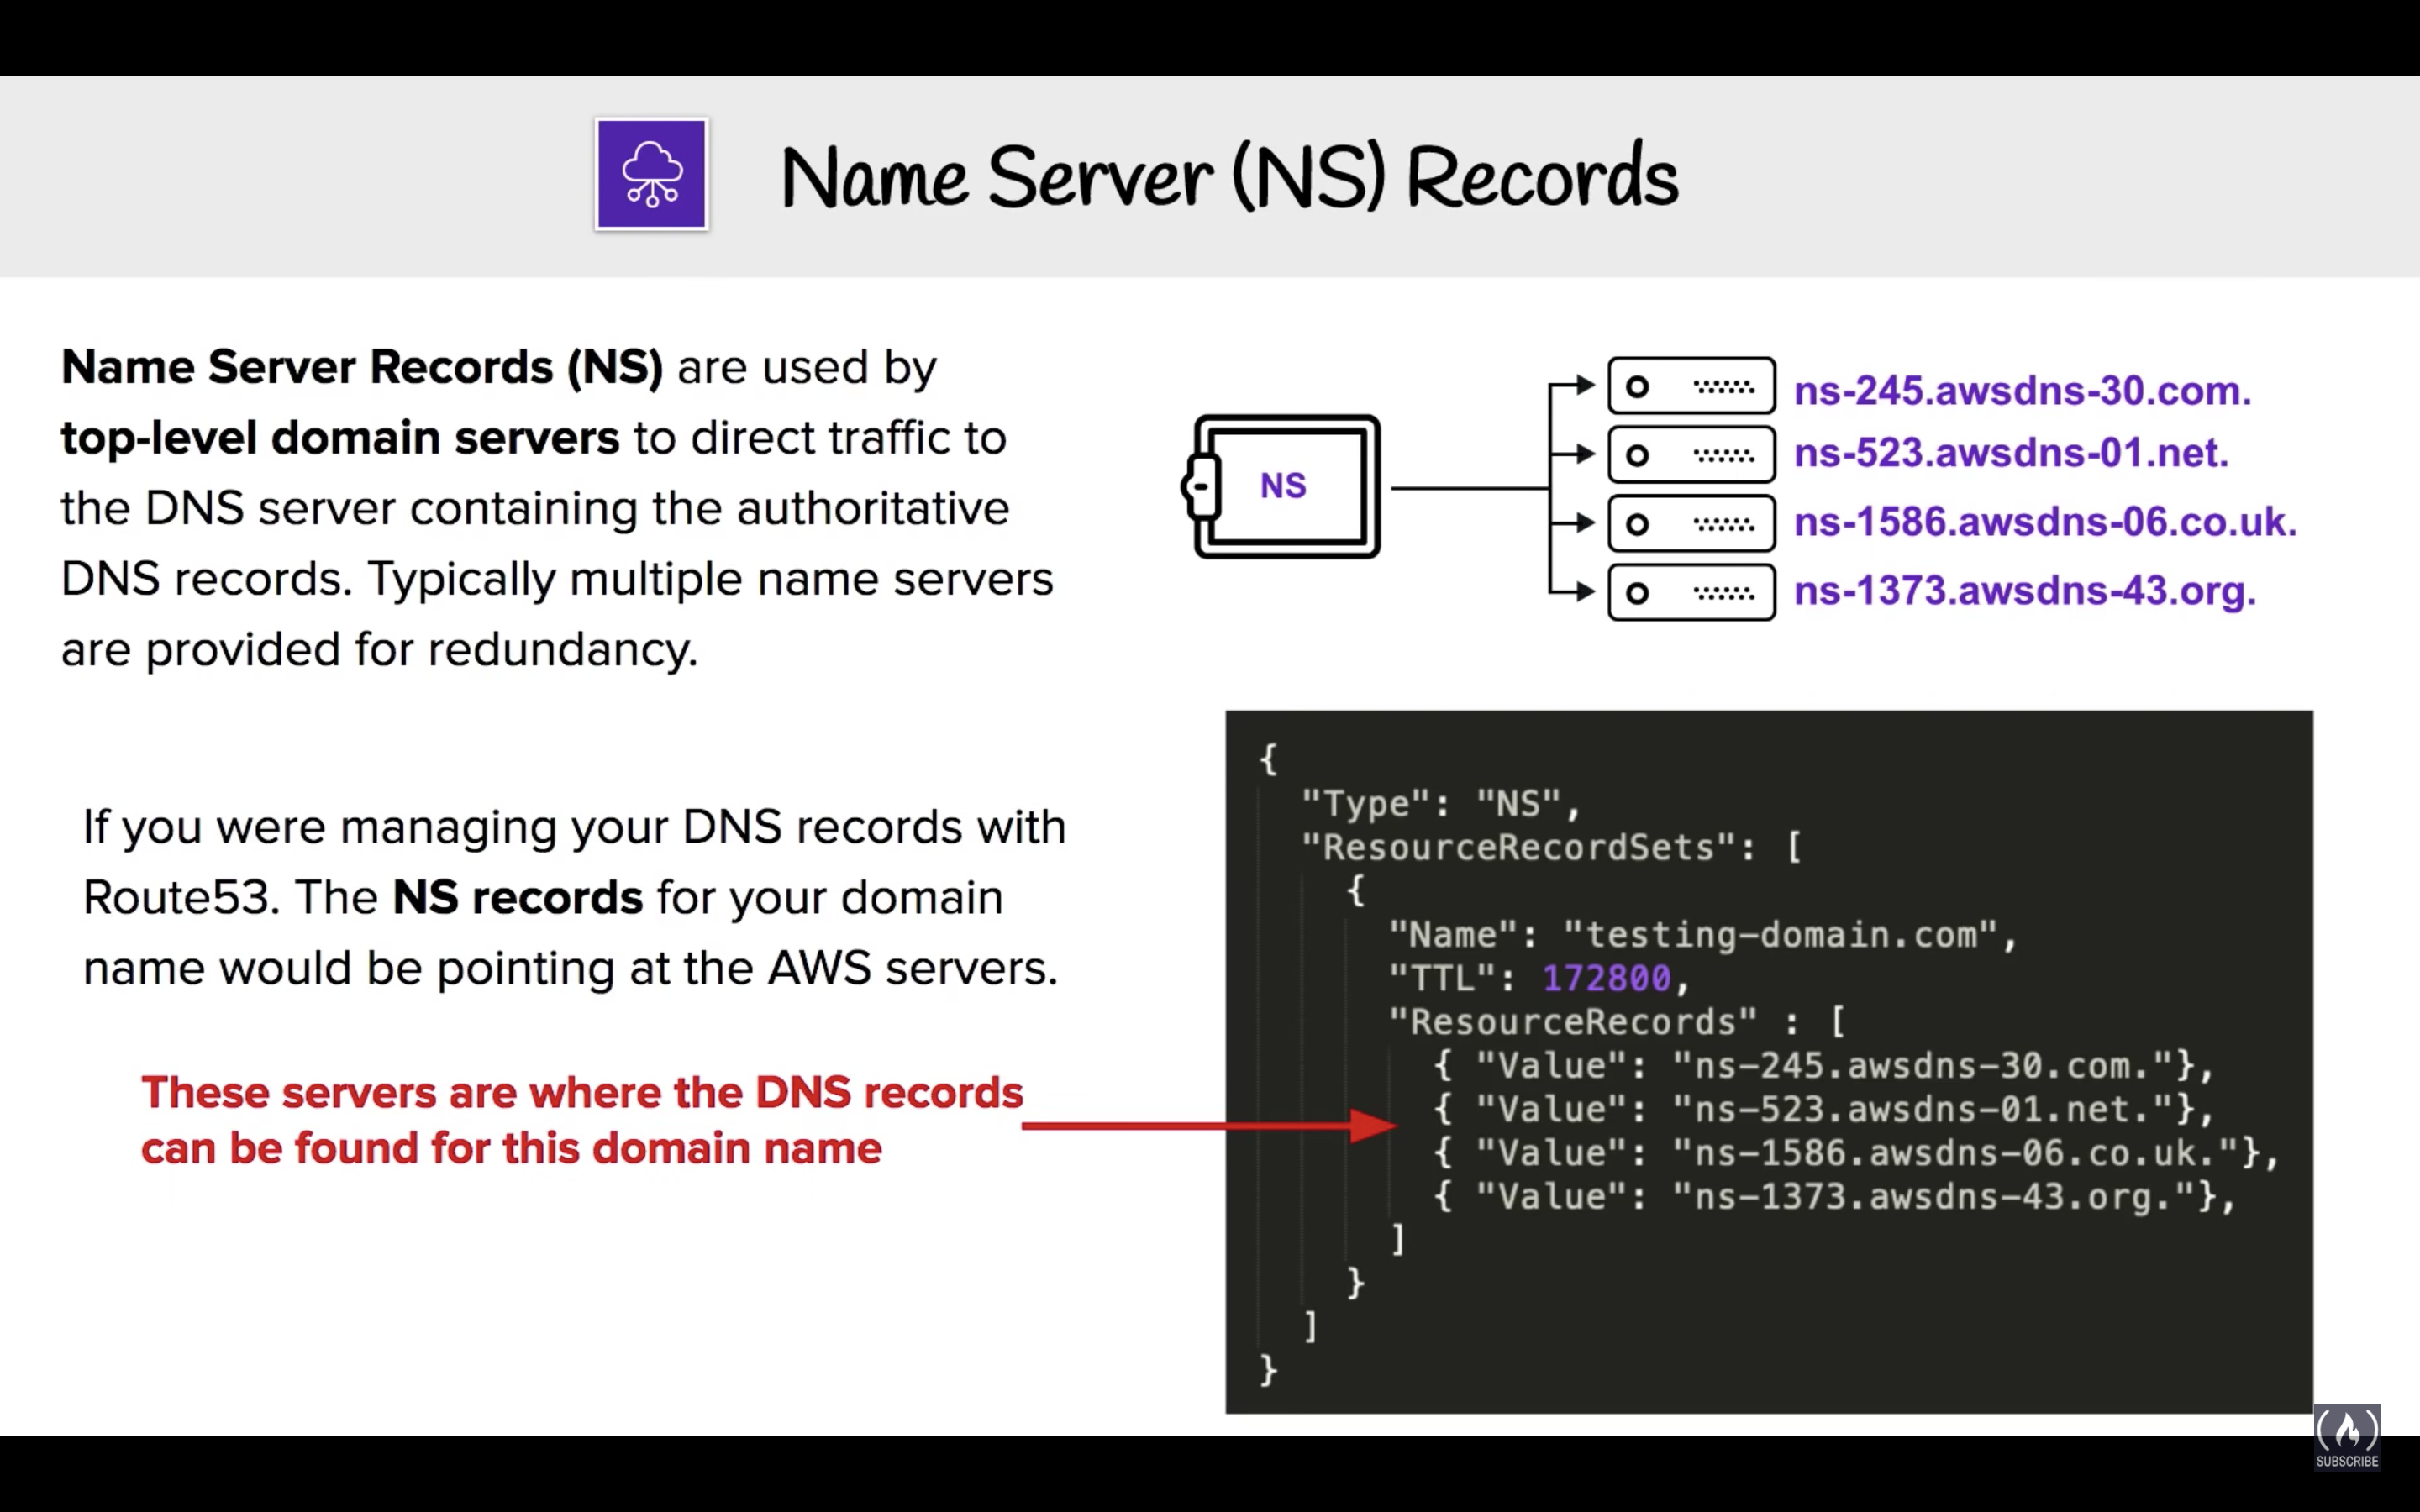 Name Server (NS) Records
Name Server Records (NS) are used by
top-level domain servers to direct traffic to
the DNS server containing the authoritative
DNS records. Typically multiple name servers
are provided for redundancy.
NS
ns-245.awsdns-30.com.
ns-523.awsdns-01.net.
ns-1586.awsdns-06.co.uk.
ns-1373.awsdns-43.org.
If you were managing your DNS records with
Route53. The NS records for your domain
name would be pointing at the AWS servers.
These servers are where the DNS records
can be found for this domain name
{
"Type": "NS",
"ResourceRecordSets": [
{
"Name": "testing-domain.com",
"TTL": 172800,
"ResourceRecords" : [
{ "Value": "ns-245.awsdns-30.com."},
{ "Value": "ns-523.awsdns-01.net."},
{ "Value": "ns-1586.awsdns-06.co.uk."},
{ "Value": "ns-1373.awsdns-43.org."},
]
}
]
}
SUBSCRIBE